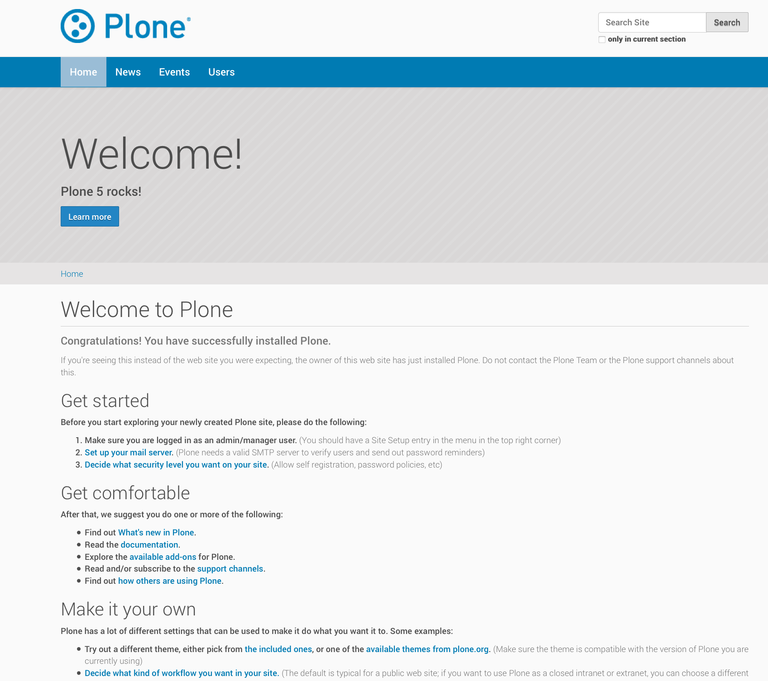 Plone®
Search Site
Search
only in current section
Home
News
Events
Users
Welcome!
Plone 5 rocks!
Learn more
Home
Welcome to Plone
Congratulations! You have successfully installed Plone.
If you're seeing this instead of the web site you were expecting, the owner of this web site has just installed Plone. Do not contact the Plone Team or the Plone support channels about
this.
Get started
Before you start exploring your newly created Plone site, please do the following:
1. Make sure you are logged in as an admin/manager user. (You should have a Site Setup entry in the menu in the top right corner)
2. Set up your mail server. (Plone needs a valid SMTP server to verify users and send out password reminders)
3. Decide what security level you want on your site. (Allow self registration, password policies, etc)
Get comfortable
After that, we suggest you do one or more of the following:
• Find out What's new in Plone.
• Read the documentation.
• Explore the available add-ons for Plone.
• Read and/or subscribe to the support channels.
• Find out how others are using Plone.
Make it your own
Plone has a lot of different settings that can be used to make it do what you want it to. Some examples:
• Try out a different theme, either pick from the included ones, or one of the available themes from plone.org. (Make sure the theme is compatible with the version of Plone you are
currently using)
• Decide what kind of workflow you want in your site. (The default is typical for a public web site; if you want to use Plone as a closed intranet or extranet, you can choose a different